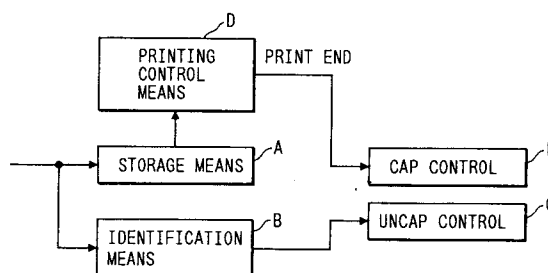 D
PRINTING
CONTROL
MEANS
PRINT END
A
STORAGE MEANS
CAP CONTROL
B
IDENTIFICATION
MEANS
UNCAP CONTROL